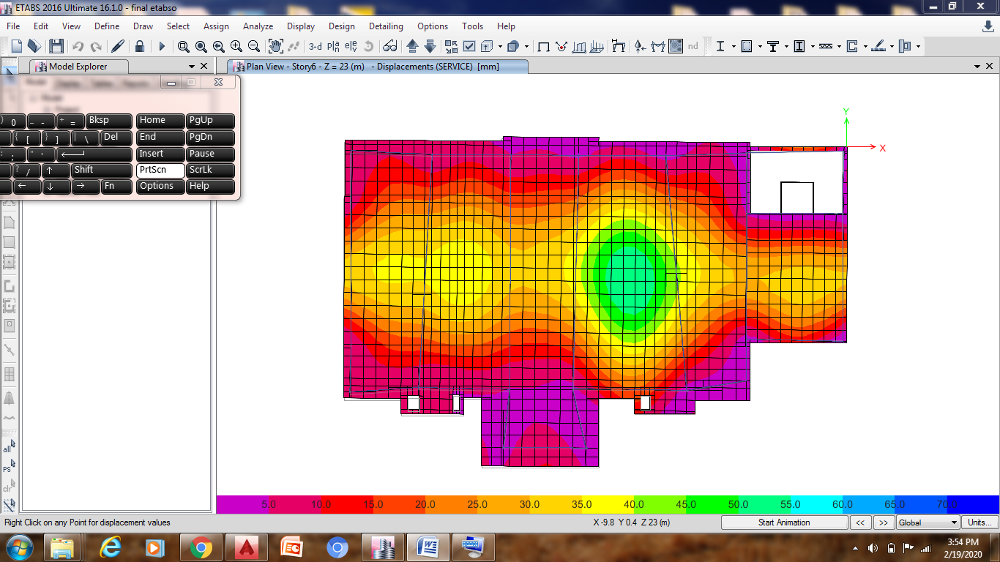 ETABS 2016 Ultimate 16.1.0 - final etabso
File Edit View Define Draw Select Assign Analyze Display Design Detailing Options Tools Help
3-d plan elev nd
Model Explorer
Plan View - Story6 - Z = 23 (m) - Displacements (SERVICE) [mm]
) 0 _ - + = Bksp Home PgUp
{ [ } ] | \ Del End PgDn
: ; " ' Insert Pause
? / ↑ Shift PrtScn ScrLk
← ↓ → Fn Options Help
Y
X
all
PS
clr
5.0 10.0 15.0 20.0 25.0 30.0 35.0 40.0 45.0 50.0 55.0 60.0 65.0 70.0
Right Click on any Point for displacement values
X -9.8 Y 0.4 Z 23 (m)
Start Animation
<< >>
Global
Units...
3:54 PM
2/19/2020